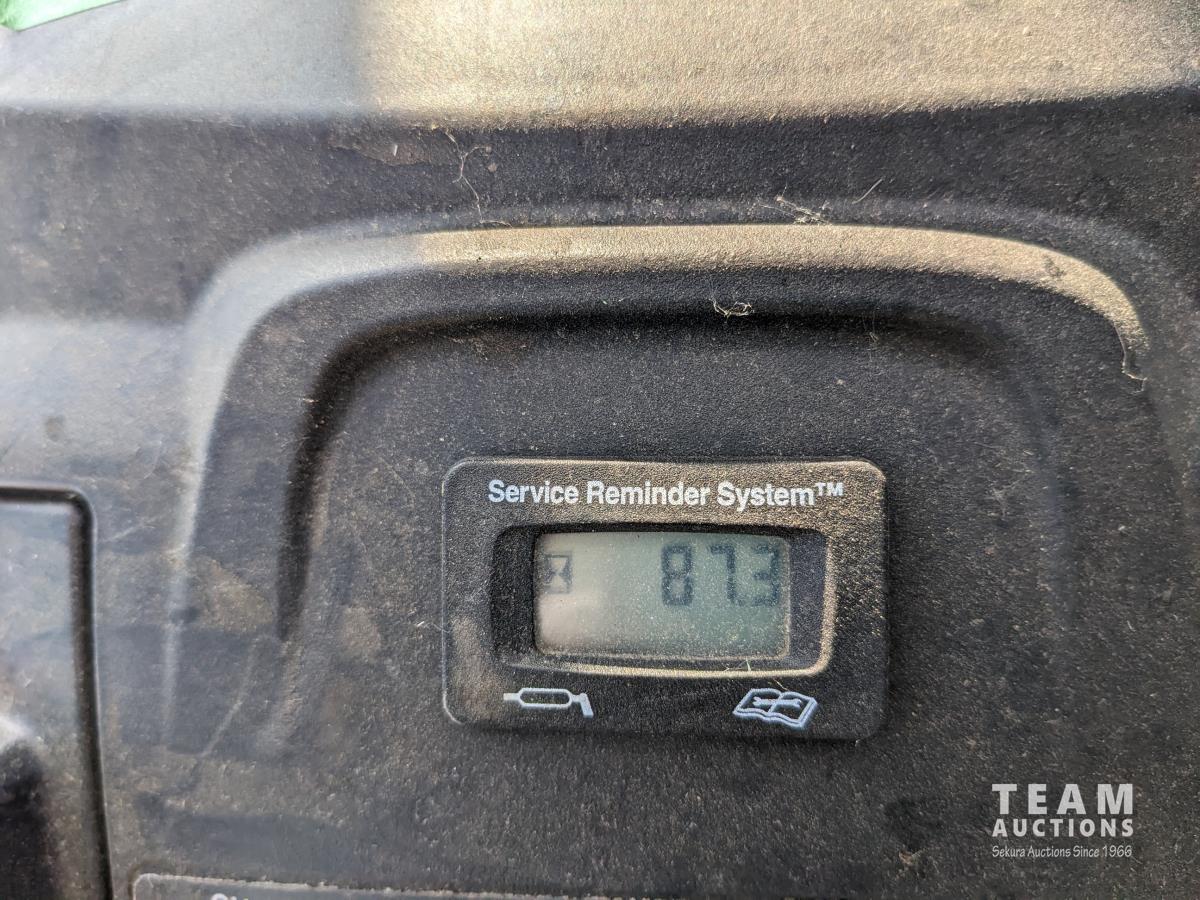 Service Reminder System™
87.3
TEAM
AUCTIONS
Sekura Auctions Since 1966